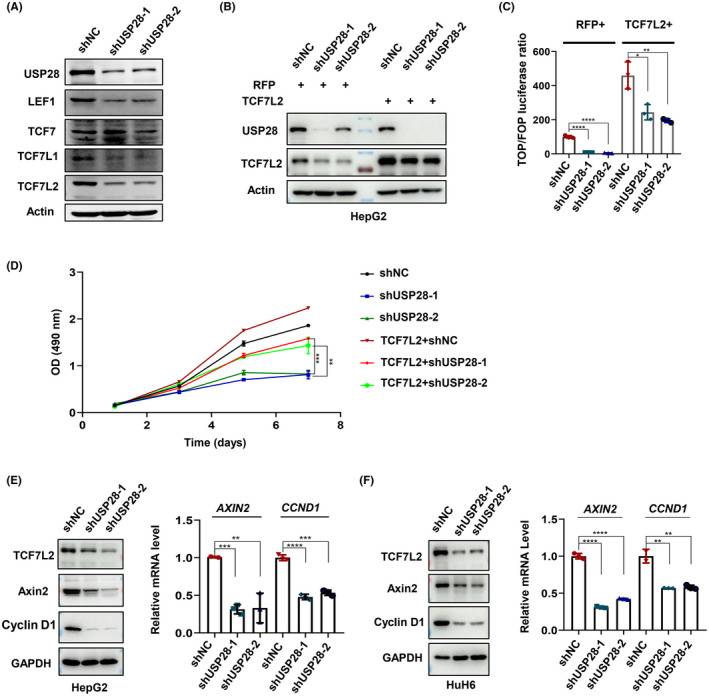 (A)
shNC
shUSP28-1
shUSP28-2
USP28
LEF1
TCF7
TCF7L1
TCF7L2
Actin
(B)
shNC
shUSP28-1
shUSP28-2
shNC
shUSP28-1
shUSP28-2
RFP + + +
TCF7L2 + + +
USP28
TCF7L2
Actin
HepG2
(C)
RFP+ TCF7L2+
TOP/FOP luciferase ratio
600
400
200
0
**** **** * **
shNC
shUSP28-1
shUSP28-2
shNC
shUSP28-1
shUSP28-2
(D)
OD (490 nm)
3
2
1
0
0 2 4 6 8
Time (days)
*** **
shNC
shUSP28-1
shUSP28-2
TCF7L2+shNC
TCF7L2+shUSP28-1
TCF7L2+shUSP28-2
(E)
shNC
shUSP28-1
shUSP28-2
TCF7L2
Axin2
Cyclin D1
GAPDH
HepG2
Relative mRNA level
AXIN2 CCND1
1.5
1.0
0.5
0.0
** ***
*** ****
shNC
shUSP28-1
shUSP28-2
shNC
shUSP28-1
shUSP28-2
(F)
shNC
shUSP28-1
shUSP28-2
TCF7L2
Axin2
Cyclin D1
GAPDH
HuH6
Relative mRNA level
AXIN2 CCND1
1.5
1.0
0.5
0.0
**** **
**** **
shNC
shUSP28-1
shUSP28-2
shNC
shUSP28-1
shUSP28-2